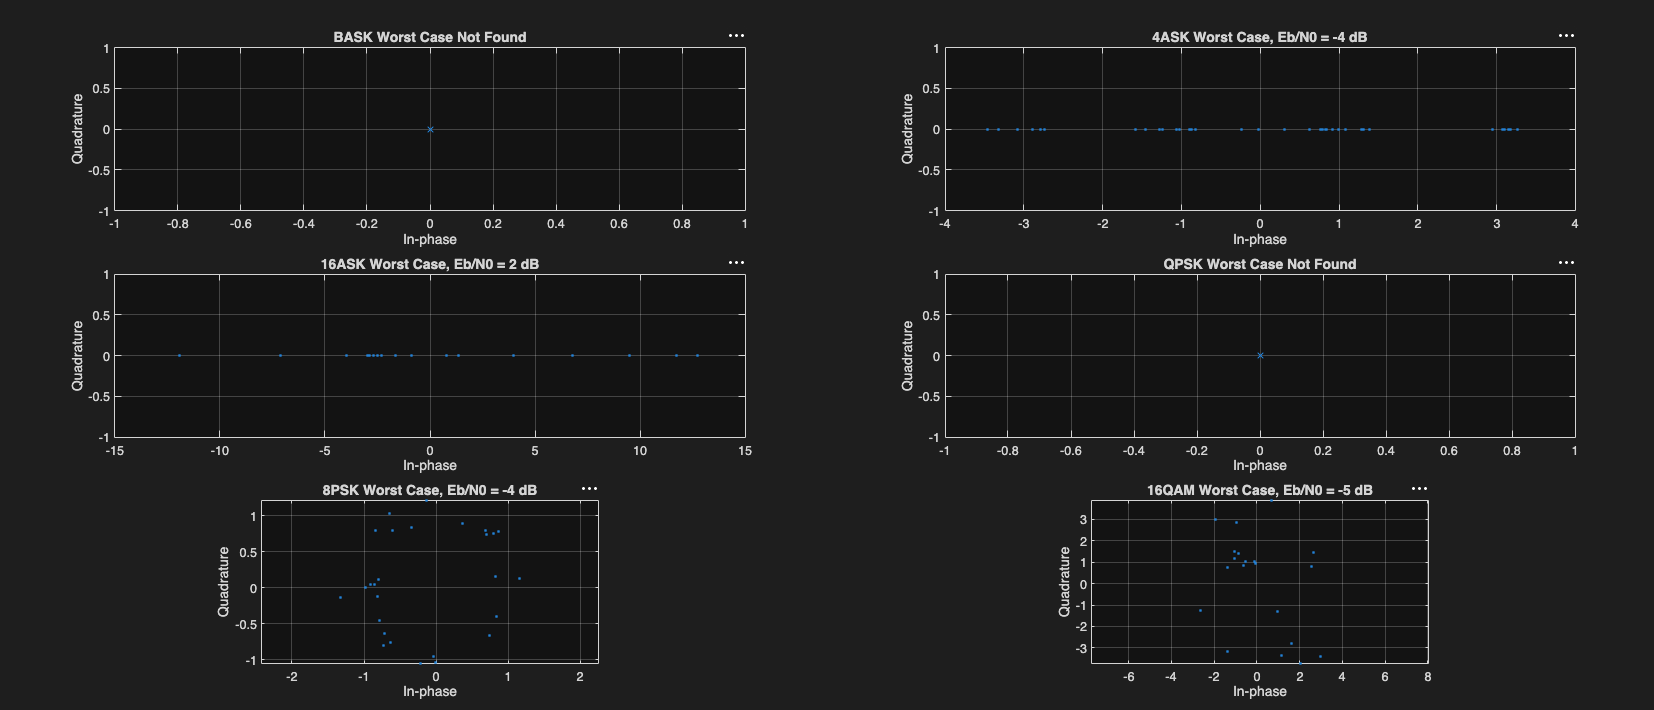 BASK Worst Case Not Found
1
0.5
0
-0.5
-1
Quadrature
-1 -0.8 -0.6 -0.4 -0.2 0 0.2 0.4 0.6 0.8 1
In-phase
4ASK Worst Case, Eb/N0 = -4 dB
1
0.5
0
-0.5
-1
Quadrature
-4 -3 -2 -1 0 1 2 3 4
In-phase
16ASK Worst Case, Eb/N0 = 2 dB
1
0.5
0
-0.5
-1
Quadrature
-15 -10 -5 0 5 10 15
In-phase
QPSK Worst Case Not Found
1
0.5
0
-0.5
-1
Quadrature
-1 -0.8 -0.6 -0.4 -0.2 0 0.2 0.4 0.6 0.8 1
In-phase
8PSK Worst Case, Eb/N0 = -4 dB
1
0.5
0
-0.5
-1
Quadrature
-2 -1 0 1 2
In-phase
16QAM Worst Case, Eb/N0 = -5 dB
3
2
1
0
-1
-2
-3
Quadrature
-6 -4 -2 0 2 4 6 8
In-phase